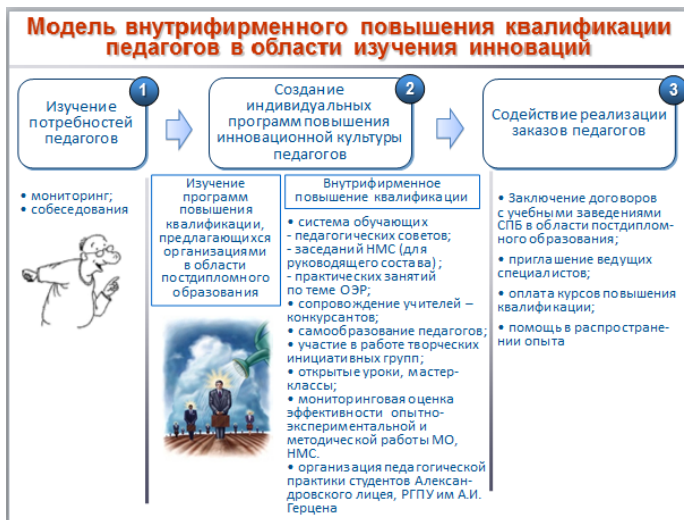 Модель внутрифирменного повышения квалификации
педагогов в области изучения инноваций
1
Изучение
потребностей
педагогов
2
Создание
индивидуальных
программ повышения
инновационной культуры
педагогов
3
Содействие реализации
заказов педагогов
• мониторинг;
• собеседования
Изучение
программ
повышения
квалификации,
предлагающихся
организациями
в области
постдипломного
образования
Внутрифирменное
повышение квалификации
• система обучающих
- педагогических советов;
- заседаний НМС (для
руководящего состава) ;
- практических занятий
по теме ОЭР;
• сопровождение учителей –
конкурсантов;
• самообразование педагогов;
• участие в работе творческих
инициативных групп;
• открытые уроки, мастер-
классы;
• мониторинговая оценка
эффективности опытно-
экспериментальной и
методической работы МО,
НМС.
• организация педагогической
практики студентов Алексан-
дровского лицея, РГПУ им А.И.
Герцена
• Заключение договоров
с учебными заведениями
СПБ в области постдиплом-
ного образования;
• приглашение ведущих
специалистов;
• оплата курсов повышения
квалификации;
• помощь в распростране-
нии опыта